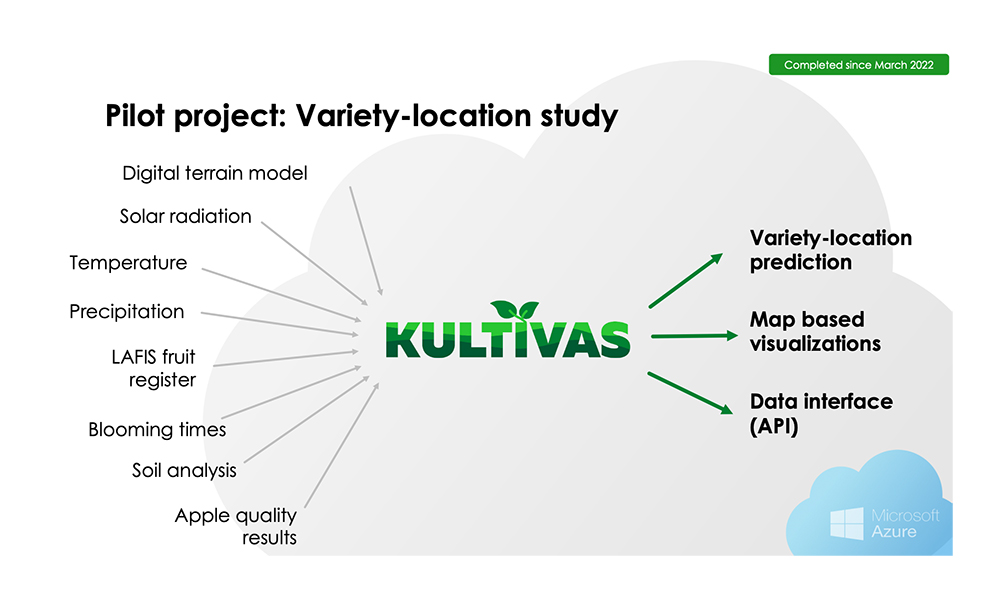 Completed since March 2022
Pilot project: Variety-location study
Digital terrain model
Solar radiation
Temperature
Precipitation
LAFIS fruit
register
Blooming times
Soil analysis
Apple quality
results
KULTIVAS
Variety-location
prediction
Map based
visualizations
Data interface
(API)
Microsoft
Azure